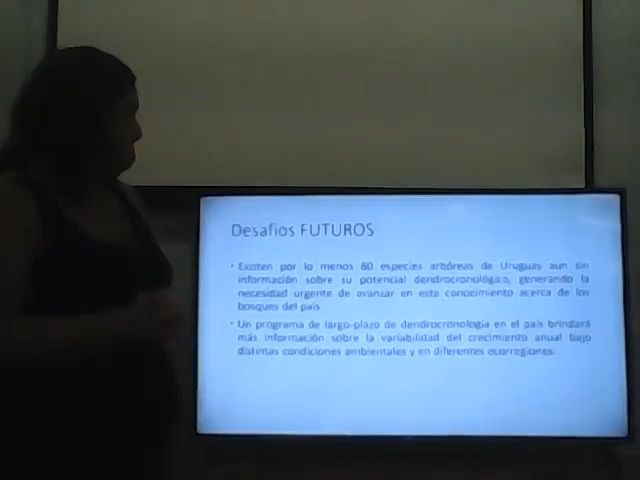 Desafios FUTUROS
• Existen por lo menos 80 especies arbóreas de Uruguay aun sin
información sobre su potencial dendrocronológico, generando la
necesidad urgente de avanzar en este conocimiento acerca de los
bosques del país
• Un programa de largo-plazo de dendrocronología en el país brindará
más información sobre la variabilidad del crecimiento anual bajo
distintas condiciones ambientales y en diferentes ecorregiones.